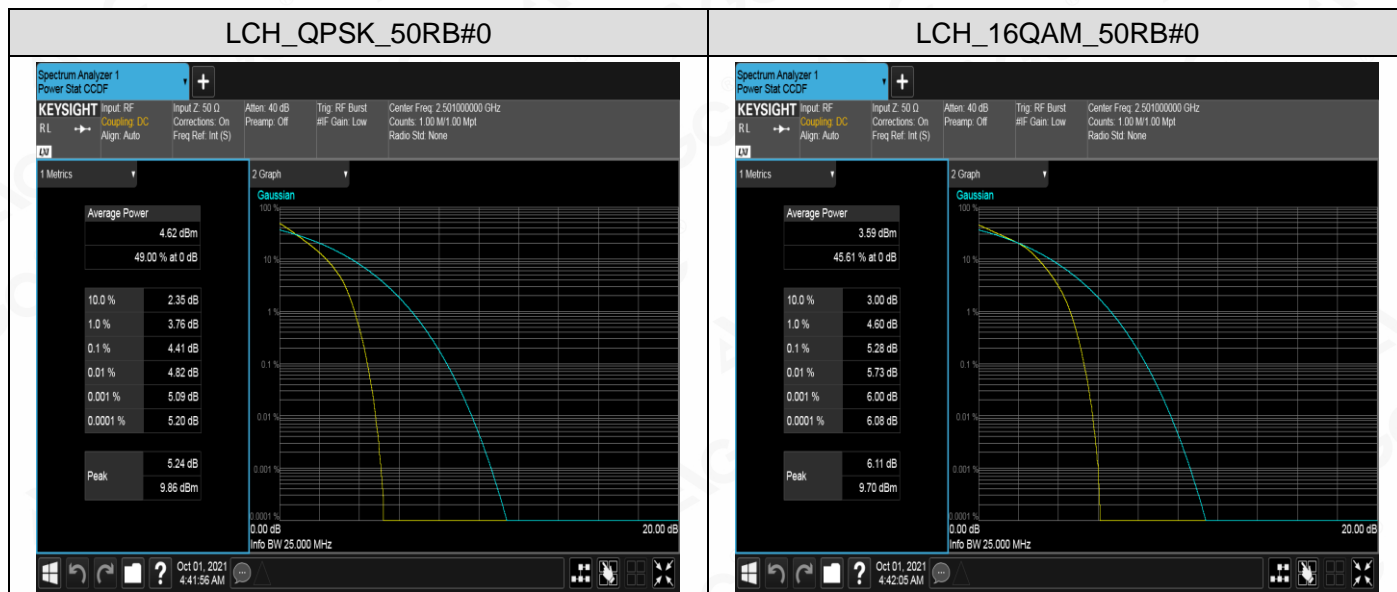 LCH_QPSK_50RB#0
Spectrum Analyzer 1
Power Stat CCDF
+
KEYSIGHT Input: RF Input Z: 50 Ω Atten: 40 dB Trig: RF Burst Center Freq: 2.501000000 GHz
RL Coupling: DC Corrections: On Preamp: Off #IF Gain: Low Counts: 1.00 M/1.00 Mpt
Align: Auto Freq Ref: Int (S) Radio Std: None
LXI
1 Metrics
2 Graph
Average Power
4.62 dBm
49.00 % at 0 dB
10.0 % 2.35 dB
1.0 % 3.76 dB
0.1 % 4.41 dB
0.01 % 4.82 dB
0.001 % 5.09 dB
0.0001 % 5.20 dB
Peak 5.24 dB
9.86 dBm
Gaussian
100 %
10 %
1 %
0.1 %
0.01 %
0.001 %
0.0001 %
0.00 dB 20.00 dB
Info BW 25.000 MHz
? Oct 01, 2021
4:41:56 AM
LCH_16QAM_50RB#0
Spectrum Analyzer 1
Power Stat CCDF
+
KEYSIGHT Input: RF Input Z: 50 Ω Atten: 40 dB Trig: RF Burst Center Freq: 2.501000000 GHz
RL Coupling: DC Corrections: On Preamp: Off #IF Gain: Low Counts: 1.00 M/1.00 Mpt
Align: Auto Freq Ref: Int (S) Radio Std: None
LXI
1 Metrics
2 Graph
Average Power
3.59 dBm
45.61 % at 0 dB
10.0 % 3.00 dB
1.0 % 4.60 dB
0.1 % 5.28 dB
0.01 % 5.73 dB
0.001 % 6.00 dB
0.0001 % 6.08 dB
Peak 6.11 dB
9.70 dBm
Gaussian
100 %
10 %
1 %
0.1 %
0.01 %
0.001 %
0.0001 %
0.00 dB 20.00 dB
Info BW 25.000 MHz
? Oct 01, 2021
4:42:05 AM